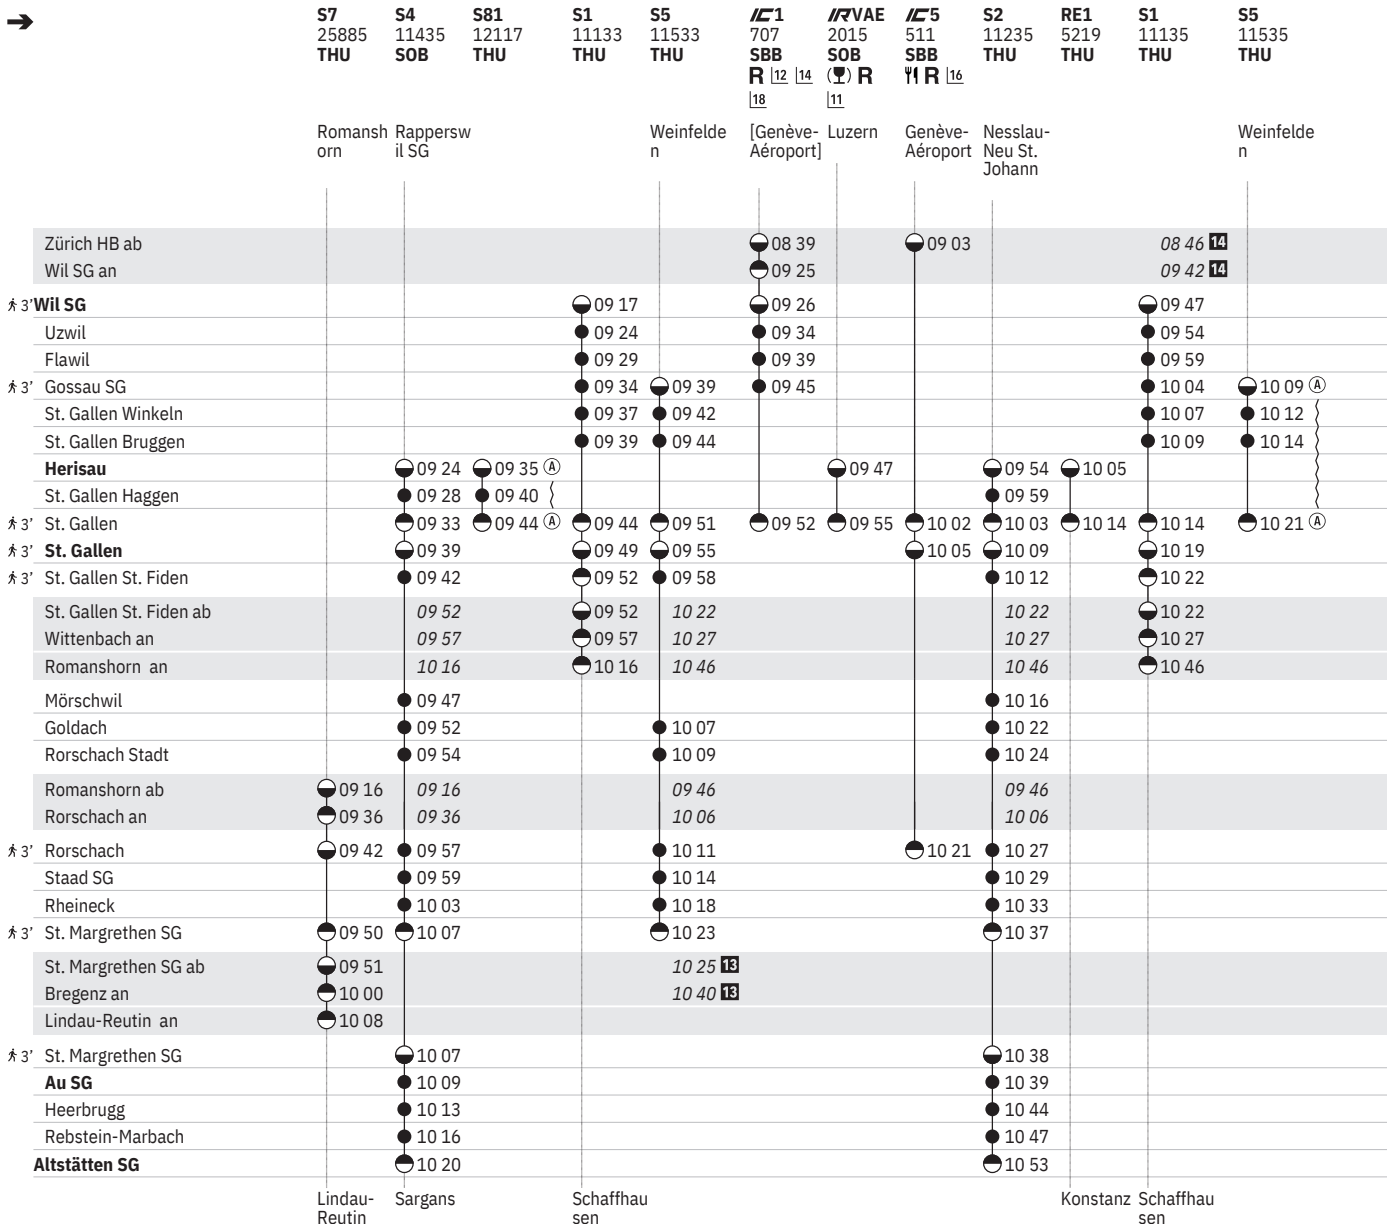 ➔ S7 S4 S81 S1 S5 IC1 IRVAE IC5 S2 RE1 S1 S5
25885 11435 12117 11133 11533 707 2015 511 11235 5219 11135 11535
THU SOB THU THU THU SBB SOB SBB THU THU THU THU
R 12 14 R R 16
18 11
Romansh Rappersw Weinfelde [Genève- Luzern Genève- Nesslau- Weinfelde
orn il SG n Aéroport] Aéroport Neu St. n
Johann
Zürich HB ab 08 39 09 03 08 46 14
Wil SG an 09 25 09 42 14
3' Wil SG 09 17 09 26 09 47
Uzwil 09 24 09 34 09 54
Flawil 09 29 09 39 09 59
3' Gossau SG 09 34 09 39 09 45 10 04 10 09 Ⓐ
St. Gallen Winkeln 09 37 09 42 10 07 10 12
St. Gallen Bruggen 09 39 09 44 10 09 10 14
Herisau 09 24 09 35 Ⓐ 09 47 09 54 10 05
St. Gallen Haggen 09 28 09 40 09 59
3' St. Gallen 09 33 09 44 Ⓐ 09 44 09 51 09 52 09 55 10 02 10 03 10 14 10 14 10 21 Ⓐ
3' St. Gallen 09 39 09 49 09 55 10 05 10 09 10 19
3' St. Gallen St. Fiden 09 42 09 52 09 58 10 12 10 22
St. Gallen St. Fiden ab 09 52 09 52 10 22 10 22 10 22
Wittenbach an 09 57 09 57 10 27 10 27 10 27
Romanshorn an 10 16 10 16 10 46 10 46 10 46
Mörschwil 09 47 10 16
Goldach 09 52 10 07 10 22
Rorschach Stadt 09 54 10 09 10 24
Romanshorn ab 09 16 09 16 09 46 09 46
Rorschach an 09 36 09 36 10 06 10 06
3' Rorschach 09 42 09 57 10 11 10 21 10 27
Staad SG 09 59 10 14 10 29
Rheineck 10 03 10 18 10 33
3' St. Margrethen SG 09 50 10 07 10 23 10 37
St. Margrethen SG ab 09 51 10 25 13
Bregenz an 10 00 10 40 13
Lindau-Reutin an 10 08
3' St. Margrethen SG 10 07 10 38
Au SG 10 09 10 39
Heerbrugg 10 13 10 44
Rebstein-Marbach 10 16 10 47
Altstätten SG 10 20 10 53
Lindau- Sargans Schaffhau Konstanz Schaffhau
Reutin sen sen